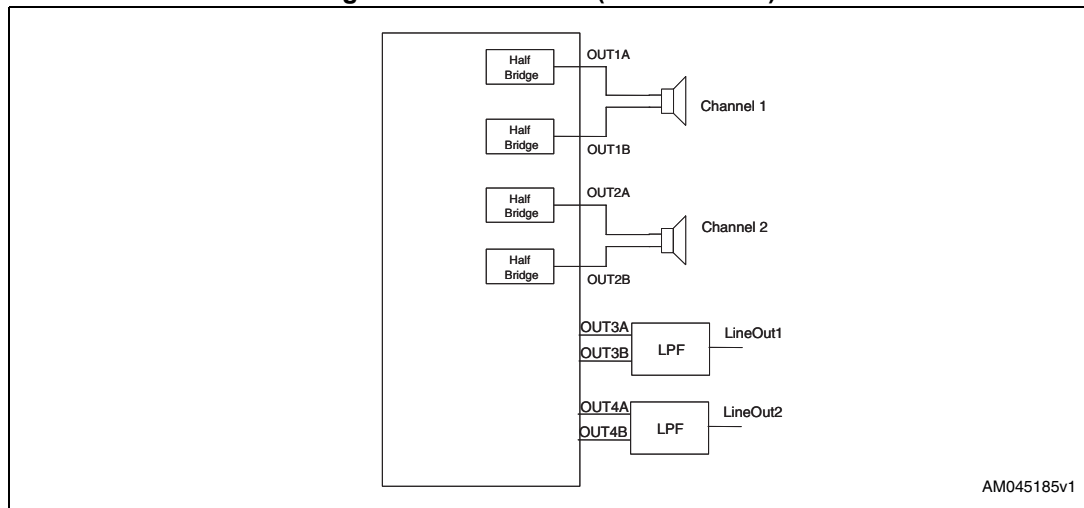 Half
Bridge
OUT1A
Channel 1
Half
Bridge
OUT1B
OUT2A
Half
Bridge
Channel 2
Half
Bridge
OUT2B
OUT3A
OUT3B
LPF
LineOut1
OUT4A
OUT4B
LPF
LineOut2
AM045185v1